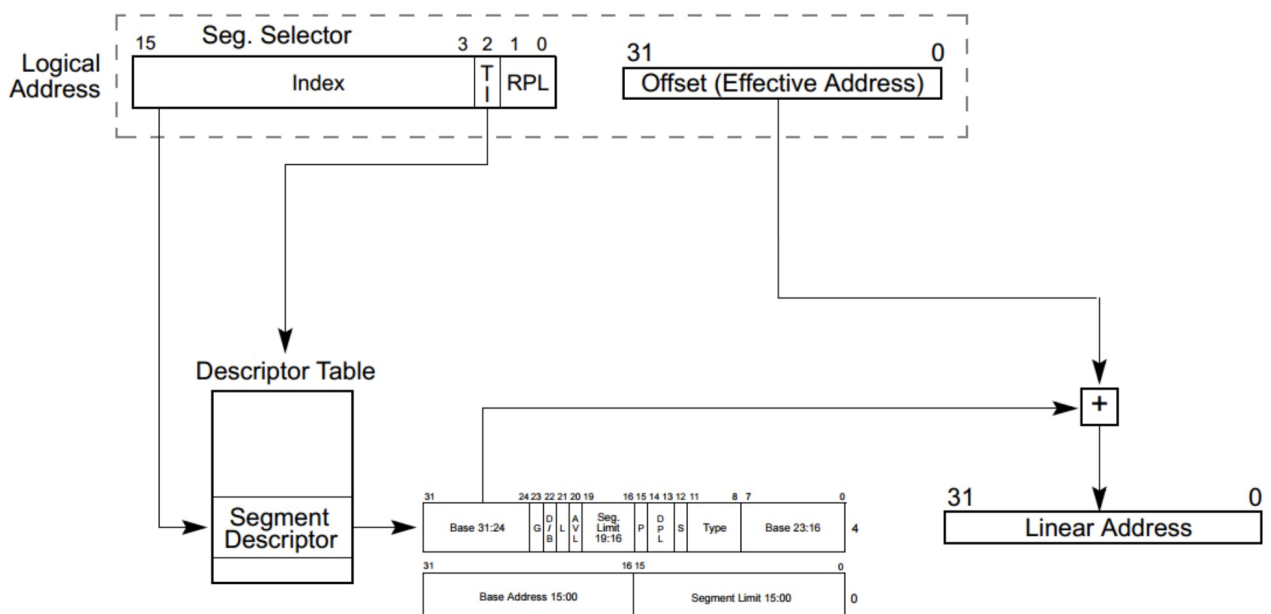 15 Seg. Selector 3 2 1 0
Logical
Address
Index
T
I
RPL
31 0
Offset (Effective Address)
Descriptor Table
+
Segment
Descriptor
31 24 23 22 21 20 19 16 15 14 13 12 11 8 7 0
Base 31:24
G
D
/
B
L
A
V
L
Seg.
Limit
19:16
P
D
P
L
S
Type
Base 23:16
4
31 16 15 0
Base Address 15:00
Segment Limit 15:00
0
31 0
Linear Address